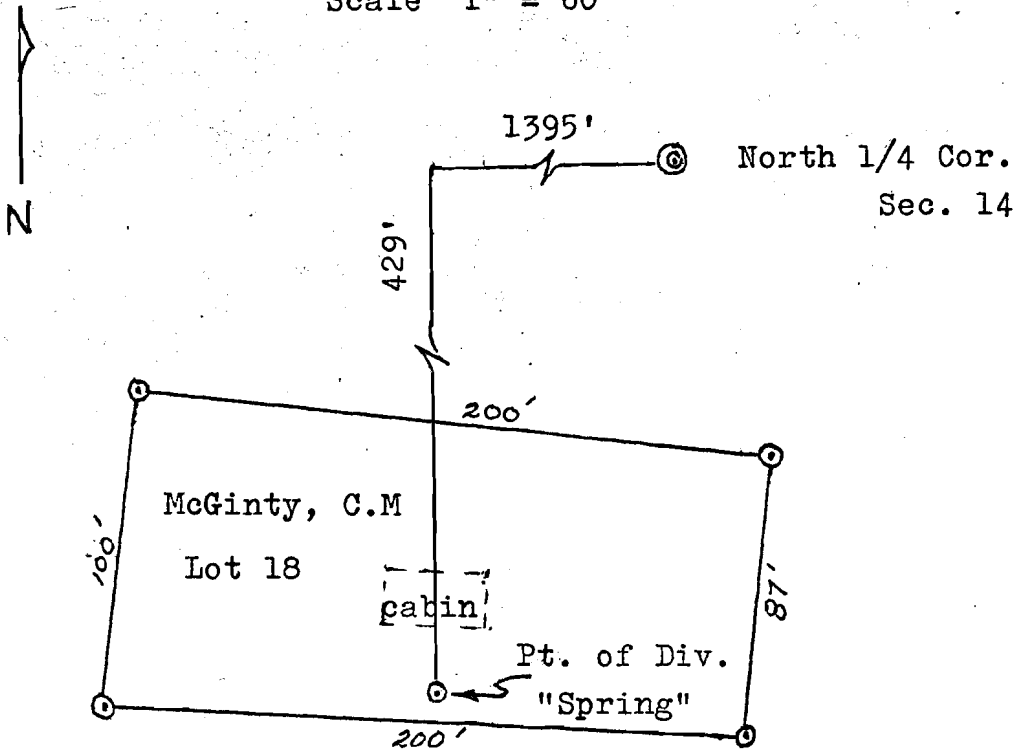 Scale 1" = 60'
1395'
North 1/4 Cor.
Sec. 14
N
429'
200'
McGinty, C.M
100'
Lot 18
cabin
87'
Pt. of Div.
"Spring"
200'